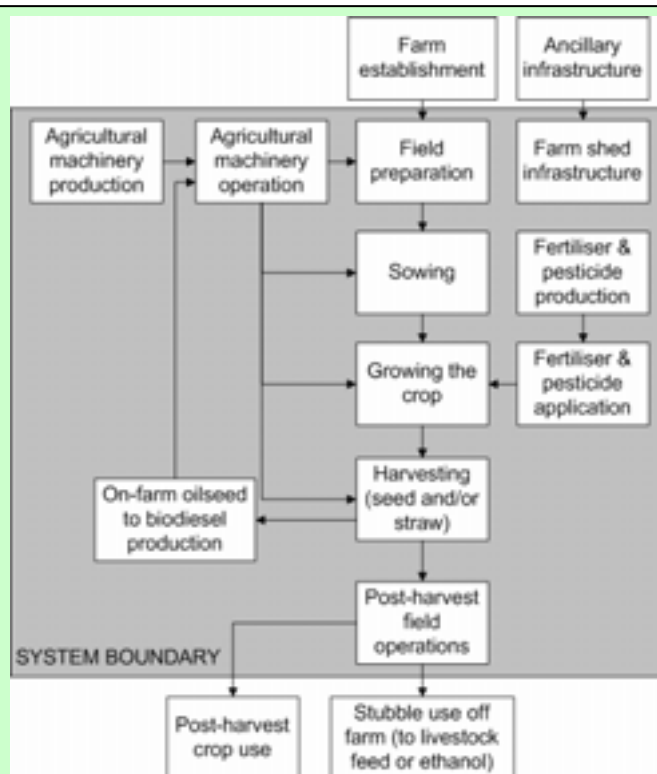 Farm
establishment
Ancillary
infrastructure
Agricultural
machinery
production
Agricultural
machinery
operation
Field
preparation
Farm shed
infrastructure
Sowing
Fertiliser &
pesticide
production
Growing the
crop
Fertiliser &
pesticide
application
On-farm oilseed
to biodiesel
production
Harvesting
(seed and/or
straw)
Post-harvest
field
operations
SYSTEM BOUNDARY
Post-harvest
crop use
Stubble use off
farm (to livestock
feed or ethanol)